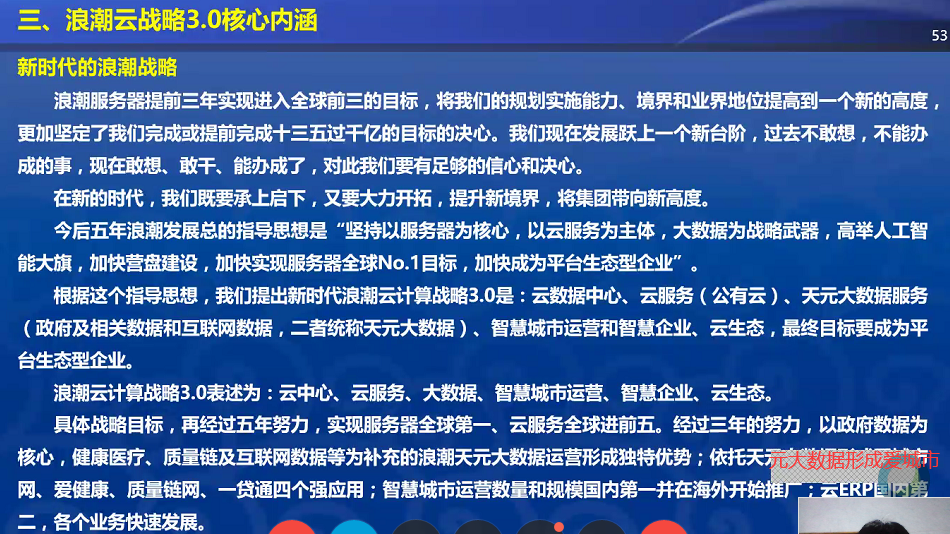 三、浪潮云战略3.0核心内涵
53
新时代的浪潮战略
浪潮服务器提前三年实现进入全球前三的目标，将我们的规划实施能力、境界和业界地位提高到一个新的高度，
更加坚定了我们完成或提前完成十三五过千亿的目标的决心。我们现在发展跃上一个新台阶，过去不敢想，不能办
成的事，现在敢想、敢干、能办成了，对此我们要有足够的信心和决心。
在新的时代，我们既要承上启下，又要大力开拓，提升新境界，将集团带向新高度。
今后五年浪潮发展总的指导思想是“坚持以服务器为核心，以云服务为主体，大数据为战略武器，高举人工智
能大旗，加快营盘建设，加快实现服务器全球No.1目标，加快成为平台生态型企业”。
根据这个指导思想，我们提出新时代浪潮云计算战略3.0是：云数据中心、云服务（公有云）、天元大数据服务
（政府及相关数据和互联网数据，二者统称天元大数据）、智慧城市运营和智慧企业、云生态，最终目标要成为平
台生态型企业。
浪潮云计算战略3.0表述为：云中心、云服务、大数据、智慧城市运营、智慧企业、云生态。
具体战略目标，再经过五年努力，实现服务器全球第一、云服务全球进前五。经过三年的努力，以政府数据为
核心，健康医疗、质量链及互联网数据等为补充的浪潮天元大数据运营形成独特优势；依托天元大数据形成爱城市
网、爱健康、质量链网、一贷通四个强应用；智慧城市运营数量和规模国内第一并在海外开始推广；云ERP国内第
二，各个业务快速发展。